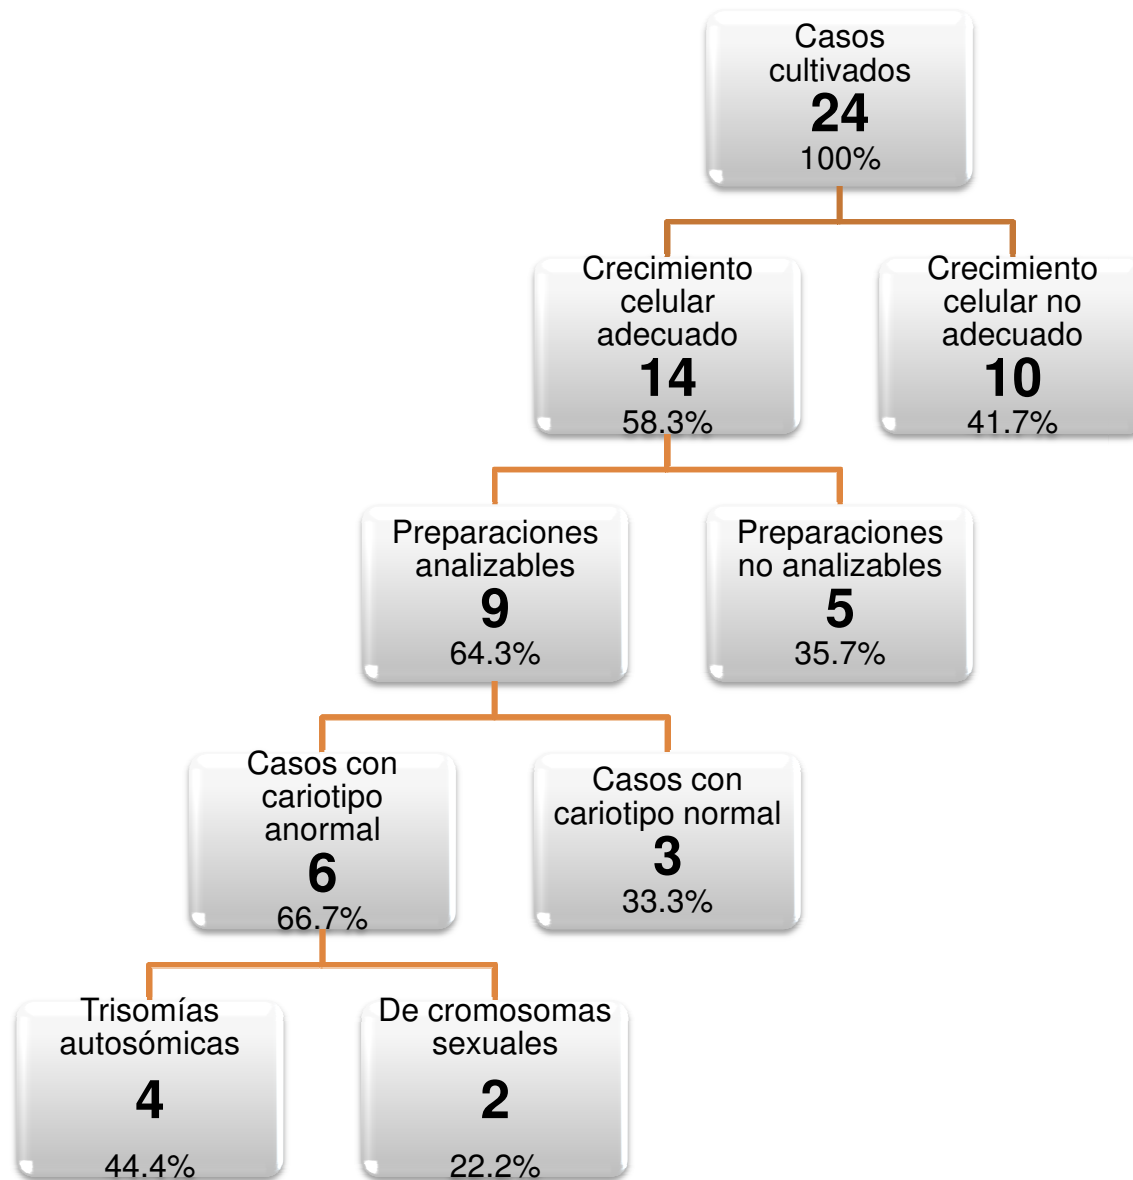 Casos
cultivados
24
100%
Crecimiento
celular
adecuado
14
58.3%
Crecimiento
celular no
adecuado
10
41.7%
Preparaciones
analizables
9
64.3%
Preparaciones
no analizables
5
35.7%
Casos con
cariotipo
anormal
6
66.7%
Casos con
cariotipo normal
3
33.3%
Trisomías
autosómicas
4
44.4%
De cromosomas
sexuales
2
22.2%